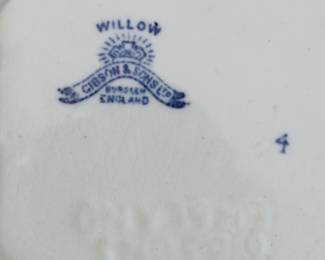 WILLOW
GIBSON & SONS LTD
BURSLEM
ENGLAND
4